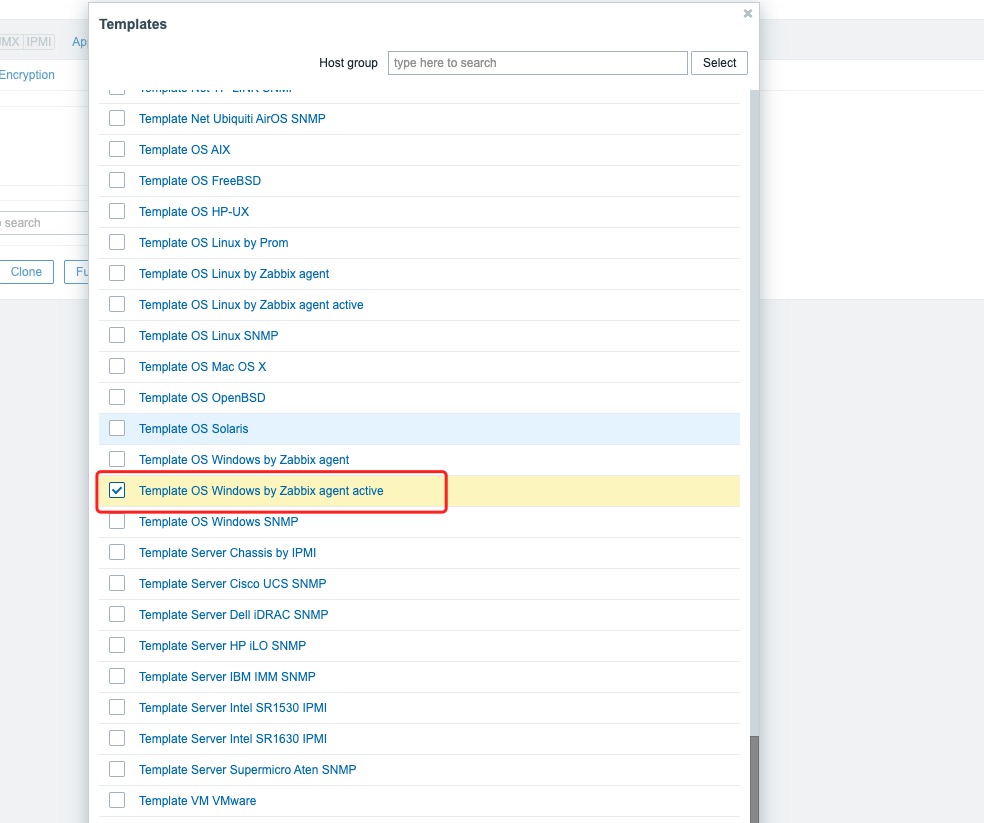 Templates
JMX IPMI
Host group type here to search Select
Encryption
Template Net Ubiquiti AirOS SNMP
Template OS AIX
Template OS FreeBSD
Template OS HP-UX
search
Template OS Linux by Prom
Clone
Template OS Linux by Zabbix agent
Template OS Linux by Zabbix agent active
Template OS Linux SNMP
Template OS Mac OS X
Template OS OpenBSD
Template OS Solaris
Template OS Windows by Zabbix agent
Template OS Windows by Zabbix agent active
Template OS Windows SNMP
Template Server Chassis by IPMI
Template Server Cisco UCS SNMP
Template Server Dell iDRAC SNMP
Template Server HP iLO SNMP
Template Server IBM IMM SNMP
Template Server Intel SR1530 IPMI
Template Server Intel SR1630 IPMI
Template Server Supermicro Aten SNMP
Template VM VMware